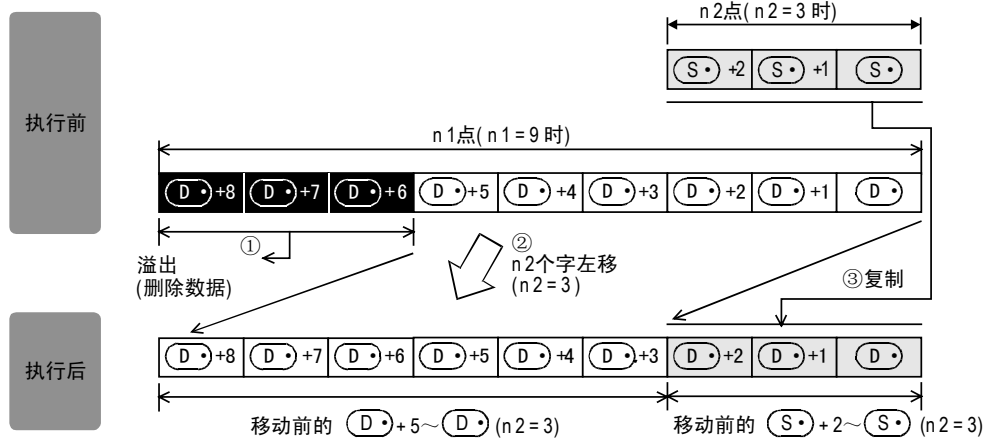 n2点(n2=3时)
S· +2 S· +1 S·
执行前
n1点(n1=9时)
D·+8 D·+7 D·+6 D·+5 D·+4 D·+3 D·+2 D·+1 D·
①
溢出
(删除数据)
②
n2个字左移
(n2=3)
③复制
执行后
D·+8 D·+7 D·+6 D·+5 D·+4 D·+3 D·+2 D·+1 D·
移动前的 D·+5～D·(n2=3)
移动前的 S·+2～S·(n2=3)